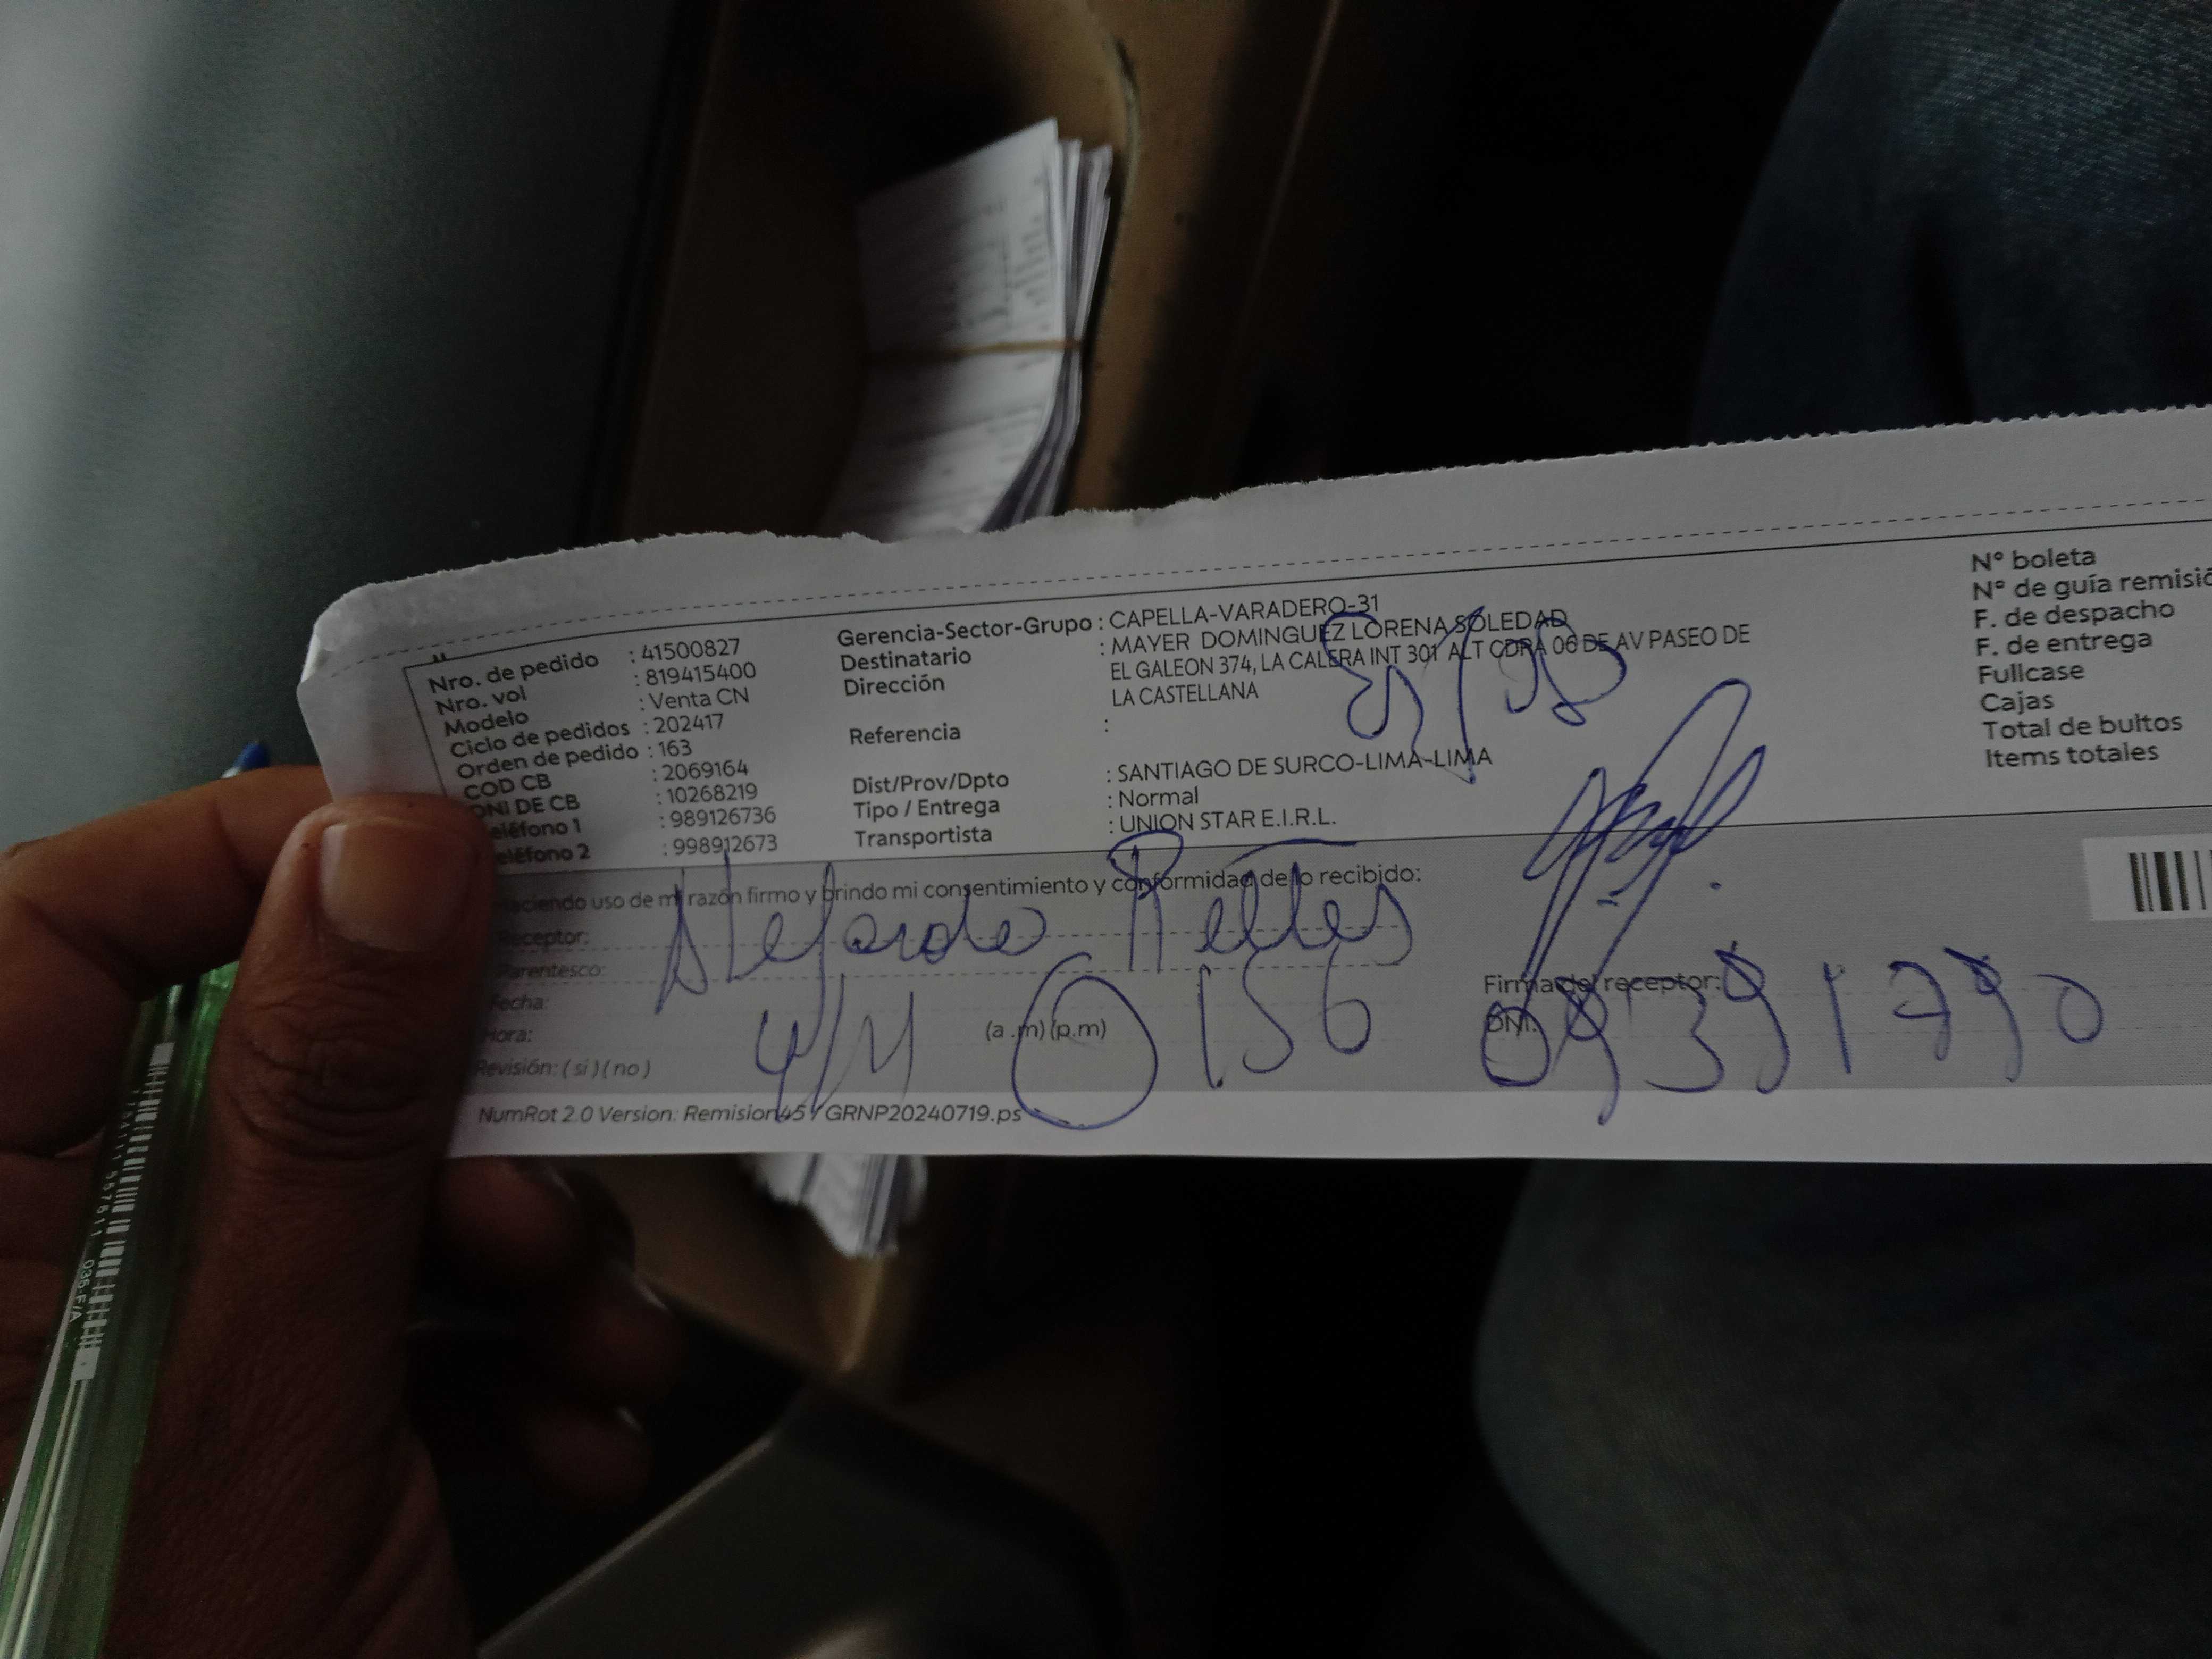 Nro. de pedido : 41500827
Nro. vol : 819415400
Modelo : Venta CN
Ciclo de pedidos : 202417
Orden de pedido : 163
COD CB : 2069164
DNI DE CB : 10268219
eléfono 1 : 989126736
eléfono 2 : 998912673
Gerencia-Sector-Grupo : CAPELLA-VARADERO-31
Destinatario : MAYER DOMINGUEZ LORENA SOLEDAD
Dirección EL GALEON 374, LA CALERA INT 301 ALT CDRA 06 DE AV PASEO DE
LA CASTELLANA
Referencia :
Dist/Prov/Dpto : SANTIAGO DE SURCO-LIMA-LIMA
Tipo / Entrega : Normal
Transportista : UNION STAR E.I.R.L.
N° boleta
N° de guía remisió
F. de despacho
F. de entrega
Fullcase
Cajas
Total de bultos
Items totales
haciendo uso de mi razón firmo y brindo mi consentimiento y conformidad de lo recibido:
Receptor:
Parentesco:
Fecha: 4/11
Hora: (a.m) (p.m) 156
Revisión: ( si ) ( no )
Firma del receptor:
DNI:
NumRot 2.0 Version: Remision45 / GRNP20240719.ps
036-F/A